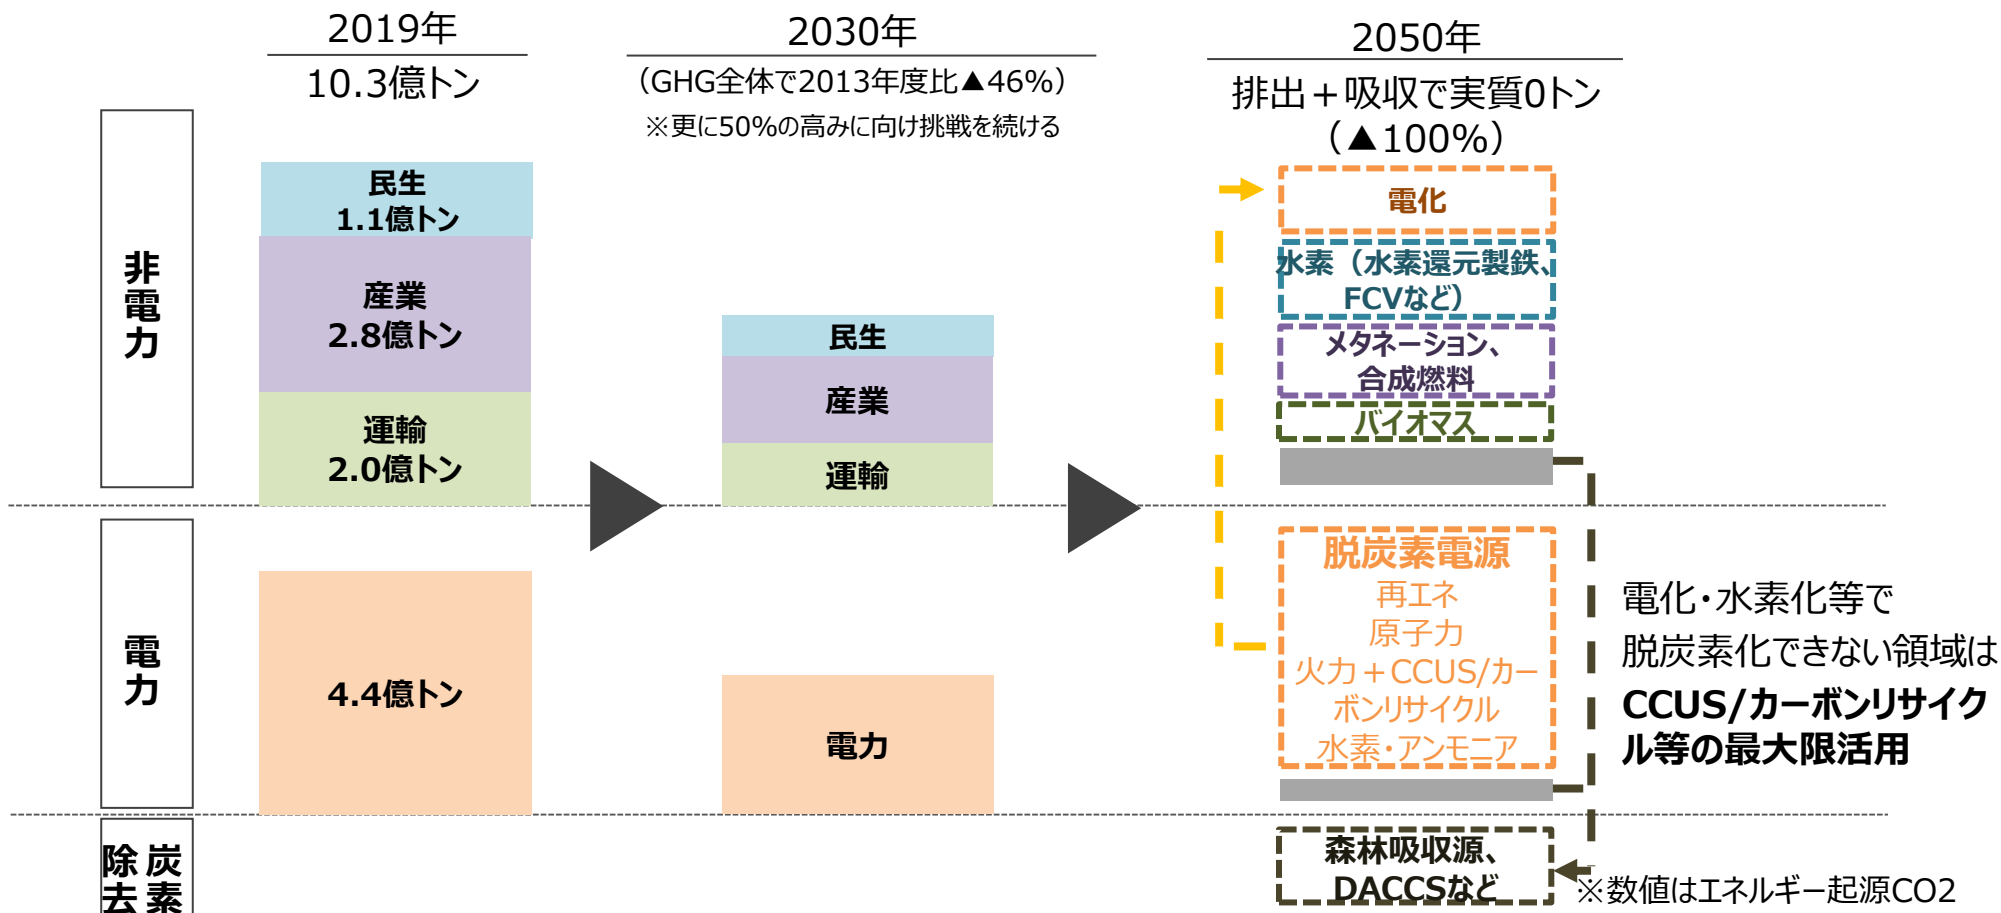 2019年
10.3億トン
2030年
(GHG全体で2013年度比▲46%)
※更に50%の高みに向け挑戦を続ける
2050年
排出+吸収で実質0トン
(▲100%)
非電力
民生
1.1億トン
産業
2.8億トン
運輸
2.0億トン
民生
産業
運輸
電化
水素(水素還元製鉄、
FCVなど)
メタネーション、
合成燃料
バイオマス
電力
4.4億トン
電力
脱炭素電源
再エネ
原子力
火力+CCUS/カー
ボンリサイクル
水素・アンモニア
電化・水素化等で
脱炭素化できない領域は
CCUS/カーボンリサイク
ル等の最大限活用
炭素
除去
森林吸収源、
DACCSなど
※数値はエネルギー起源CO2